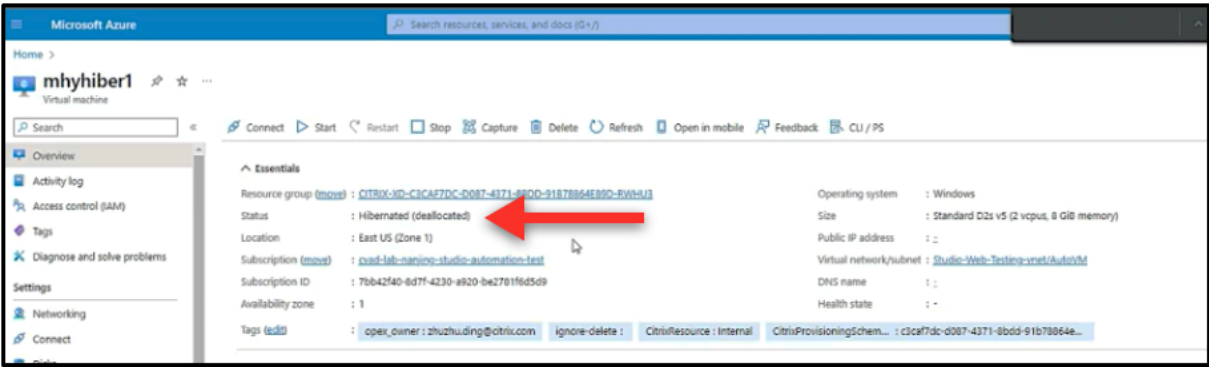 Microsoft Azure
Search resources, services, and docs (G+/)
Home >
mhyhiber1
Virtual machine
Search
Connect Start Restart Stop Capture Delete Refresh Open in mobile Feedback CLI / PS
Overview
Activity log
Access control (IAM)
Tags
Diagnose and solve problems
Settings
Networking
Connect
Disks
Essentials
Resource group (move) : CITRIX-XD-C3CAF7DC-D087-4371-8BDD-91B78864E89D-RWHU3
Status : Hibernated (deallocated)
Location : East US (Zone 1)
Subscription (move) : cvad-lab-nanjing-studio-automation-test
Subscription ID : 7bb42f40-8d7f-4230-a920-be2781f6d5d9
Availability zone : 1
Operating system : Windows
Size : Standard D2s v5 (2 vcpus, 8 GiB memory)
Public IP address : -
Virtual network/subnet : Studio-Web-Testing-vnet/AutoVM
DNS name : -
Health state : -
Tags (edit) : opex_owner : zhuzhu.ding@citrix.com ignore-delete : CitrixResource : Internal CitrixProvisioningSchem... : c3caf7dc-d087-4371-8bdd-91b78864e...